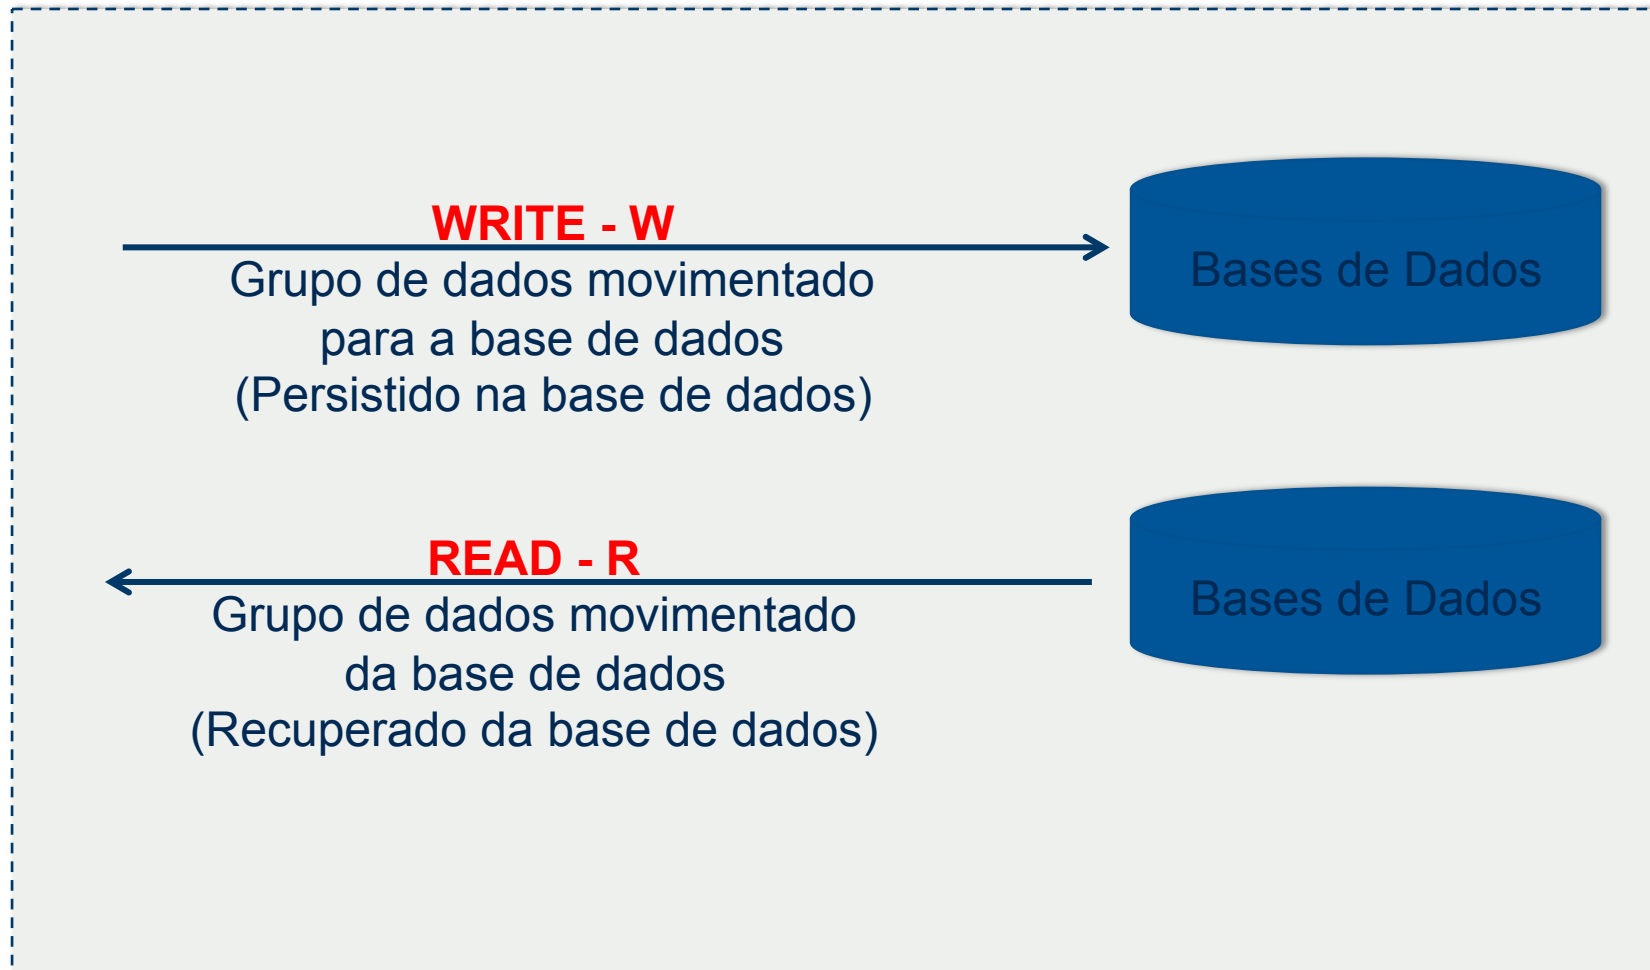 WRITE - W
Grupo de dados movimentado
para a base de dados
(Persistido na base de dados)
Bases de Dados
READ - R
Grupo de dados movimentado
da base de dados
(Recuperado da base de dados)
Bases de Dados